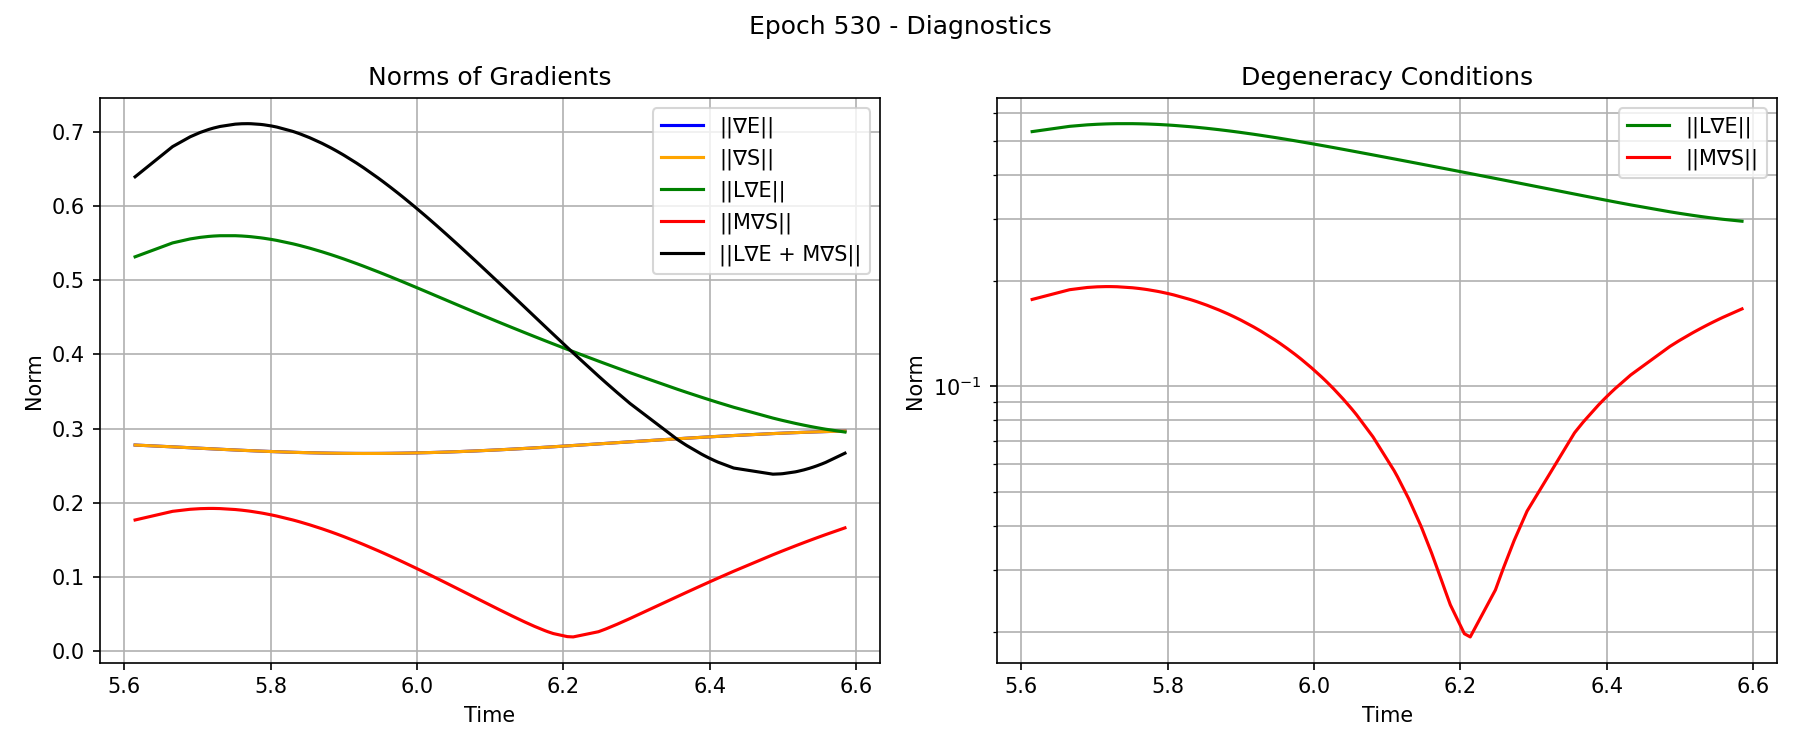 Epoch 530 - Diagnostics
Norms of Gradients
Norm
0.7
0.6
0.5
0.4
0.3
0.2
0.1
0.0
5.6 5.8 6.0 6.2 6.4 6.6
Time
||∇E||
||∇S||
||L∇E||
||M∇S||
||L∇E + M∇S||
Degeneracy Conditions
Norm
10⁻¹
5.6 5.8 6.0 6.2 6.4 6.6
Time
||L∇E||
||M∇S||